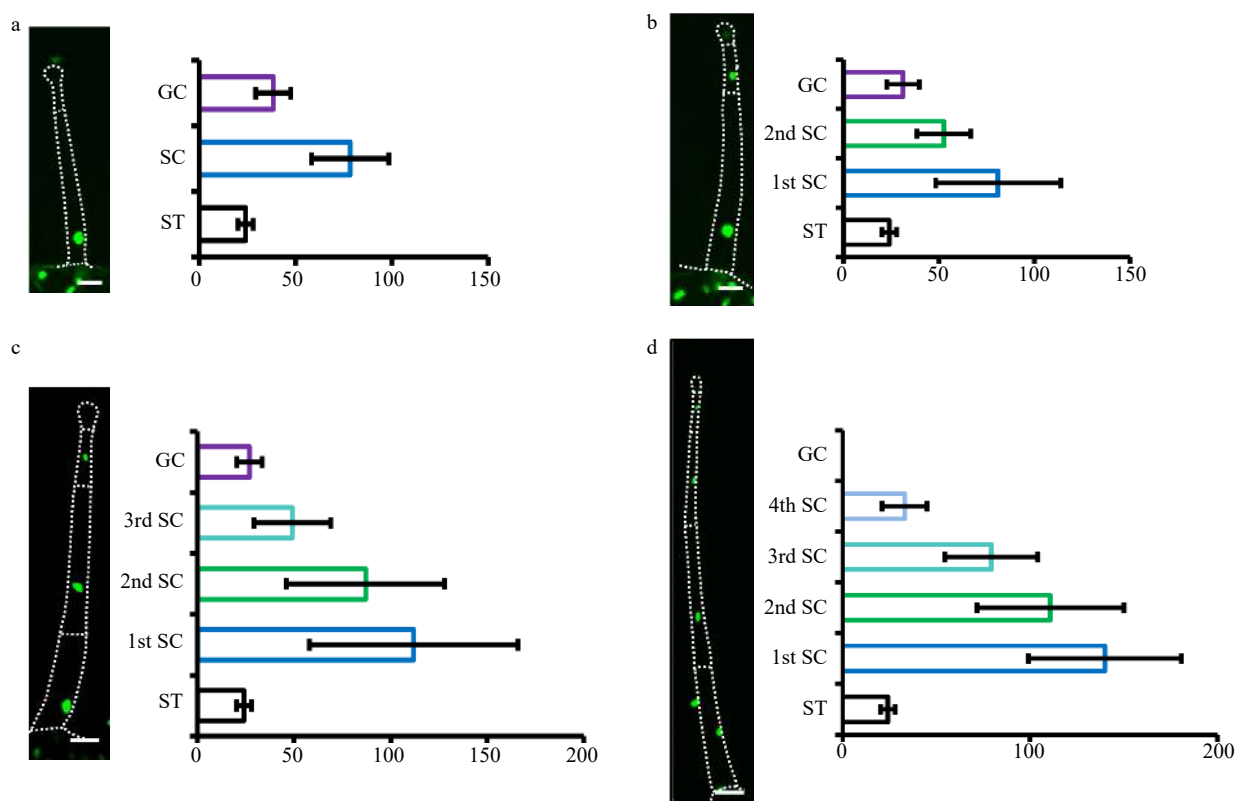 a
GC
SC
ST
0 50 100 150
b
GC
2nd SC
1st SC
ST
0 50 100 150
c
GC
3rd SC
2nd SC
1st SC
ST
0 50 100 150 200
d
GC
4th SC
3rd SC
2nd SC
1st SC
ST
0 100 200